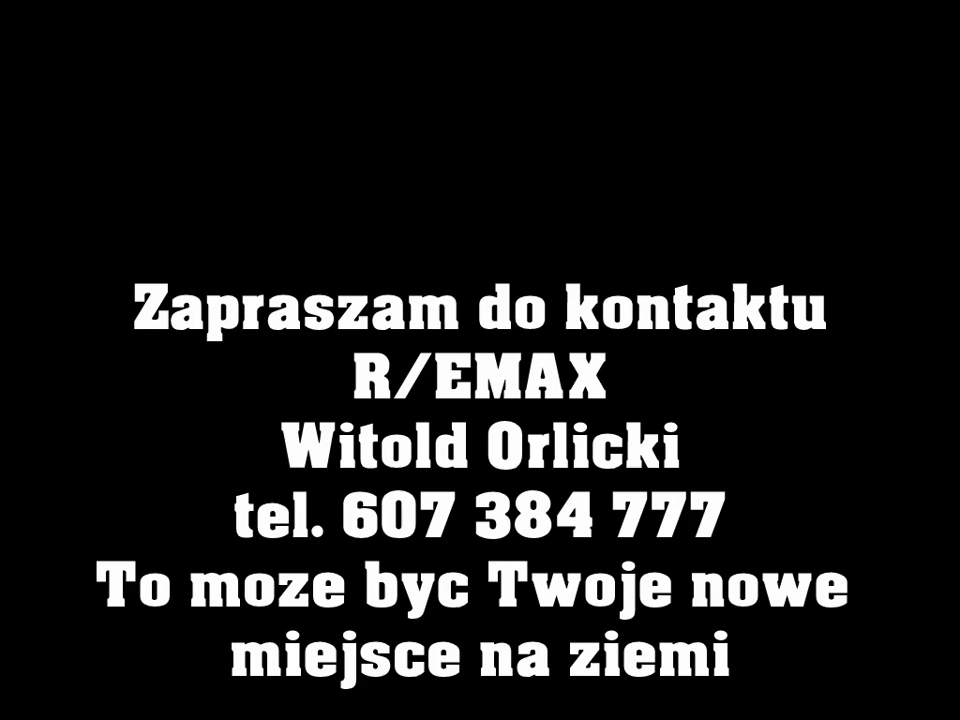 Zapraszam do kontaktu
R/EMAX
Witold Orlicki
tel. 607 384 777
To moze byc Twoje nowe
miejsce na ziemi